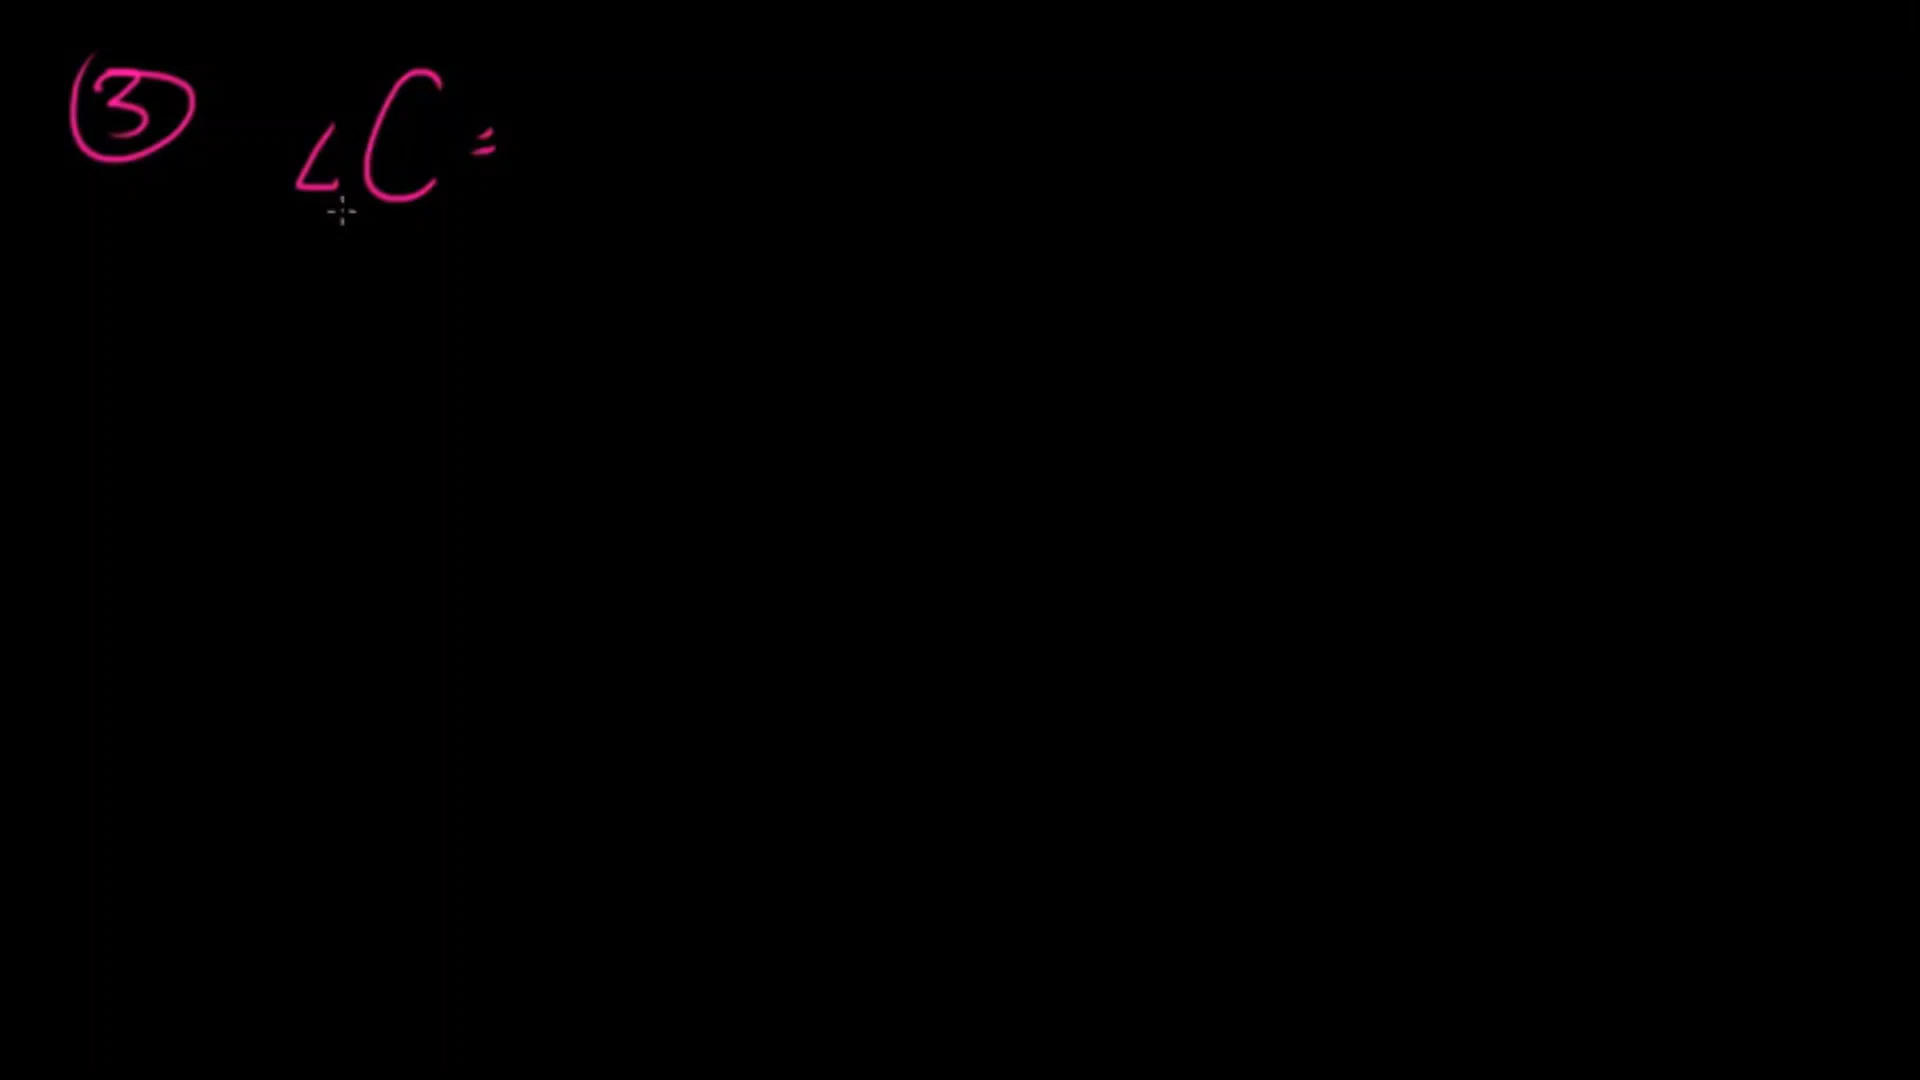 ③ ∠C =